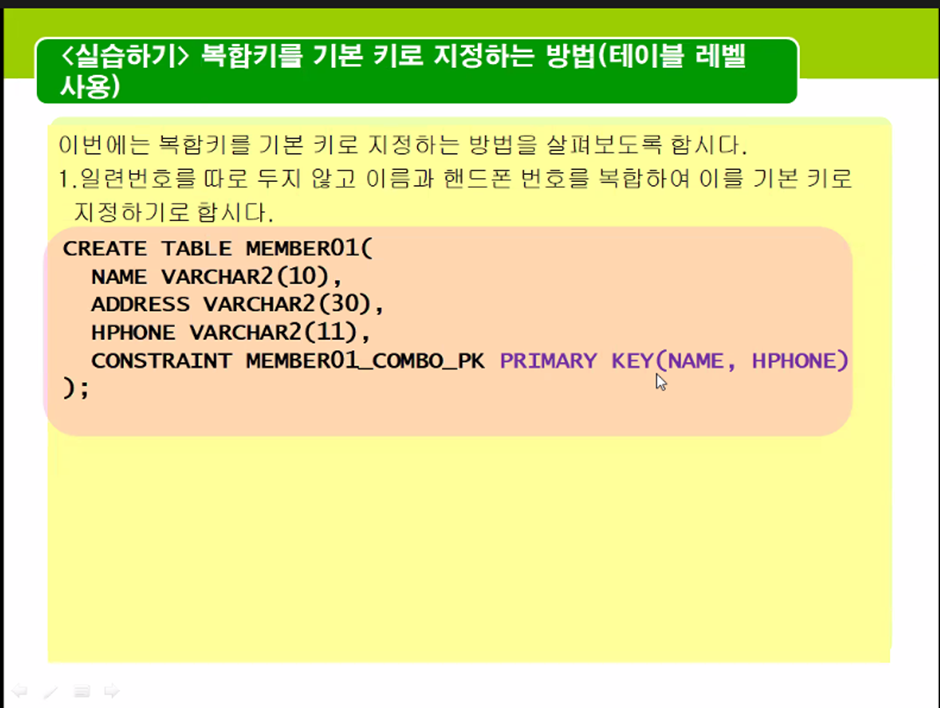 <실습하기> 복합키를 기본 키로 지정하는 방법(테이블 레벨
사용)
이번에는 복합키를 기본 키로 지정하는 방법을 살펴보도록 합시다.
1.일련번호를 따로 두지 않고 이름과 핸드폰 번호를 복합하여 이를 기본 키로
지정하기로 합시다.
CREATE TABLE MEMBER01(
NAME VARCHAR2(10),
ADDRESS VARCHAR2(30),
HPHONE VARCHAR2(11),
CONSTRAINT MEMBER01_COMBO_PK PRIMARY KEY(NAME, HPHONE)
);